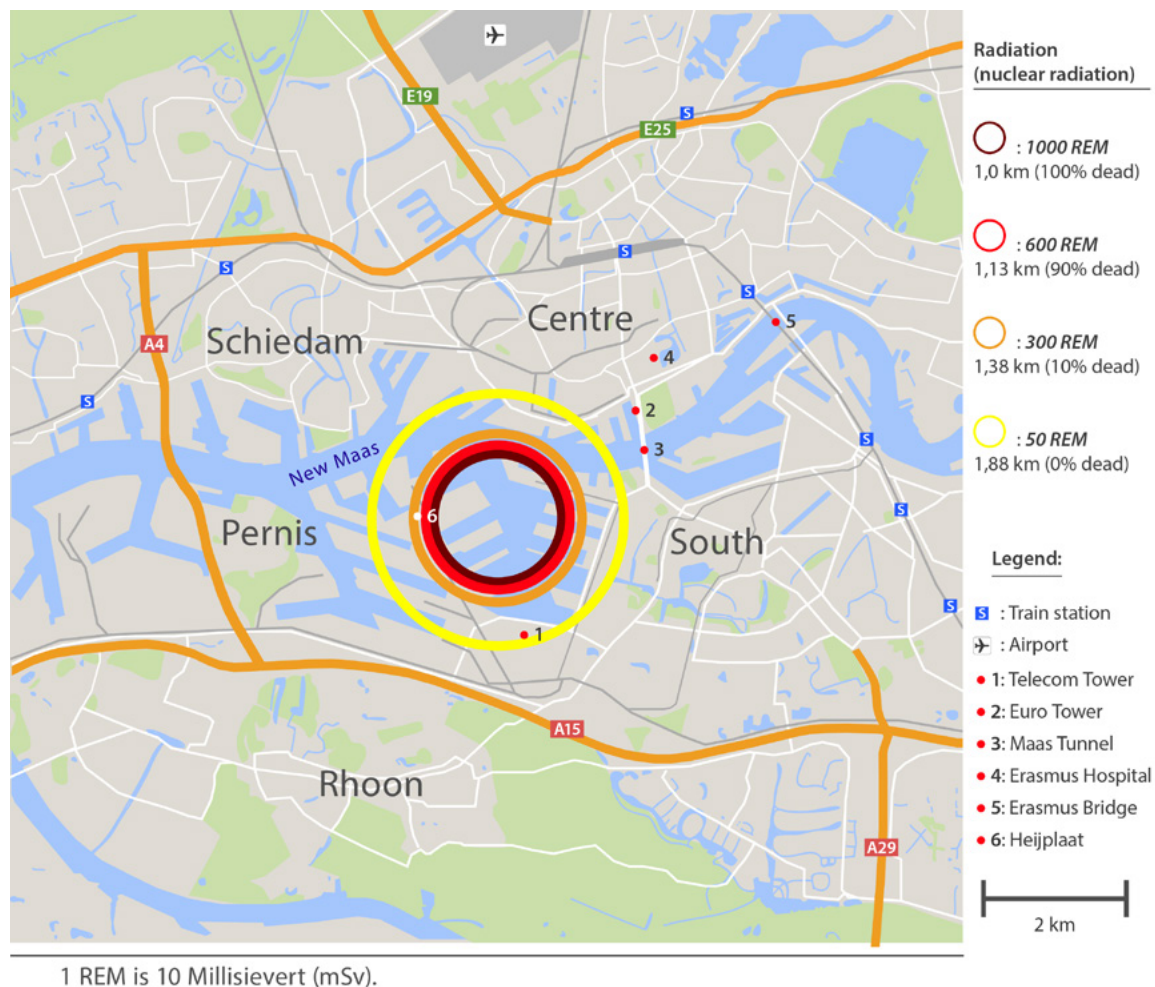 E19
S
E25
S
Centre
S
S
5
A4
Schiedam
4
2
S
New Maas
3
S
6
Pernis
South
S
1
S
A15
Rhoon
A29
Radiation
(nuclear radiation)
: 1000 REM
1,0 km (100% dead)
: 600 REM
1,13 km (90% dead)
: 300 REM
1,38 km (10% dead)
: 50 REM
1,88 km (0% dead)
Legend:
S : Train station
: Airport
1: Telecom Tower
2: Euro Tower
3: Maas Tunnel
4: Erasmus Hospital
5: Erasmus Bridge
6: Heijplaat
2 km
1 REM is 10 Millisievert (mSv).